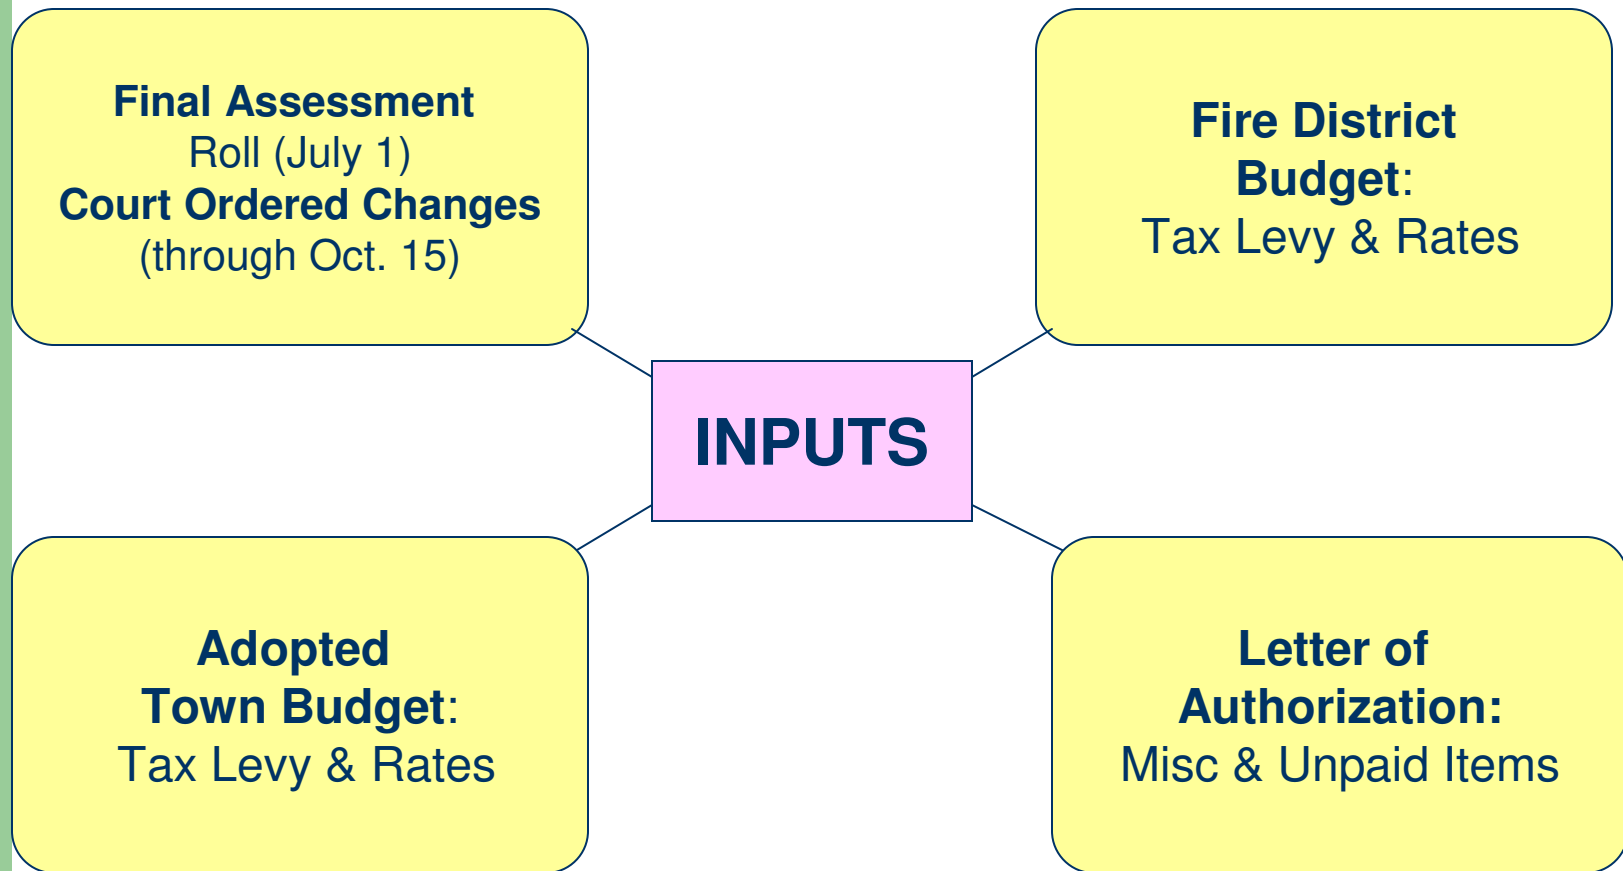 Final Assessment
Roll (July 1)
Court Ordered Changes
(through Oct. 15)
Fire District
Budget:
Tax Levy & Rates
INPUTS
Adopted
Town Budget:
Tax Levy & Rates
Letter of
Authorization:
Misc & Unpaid Items